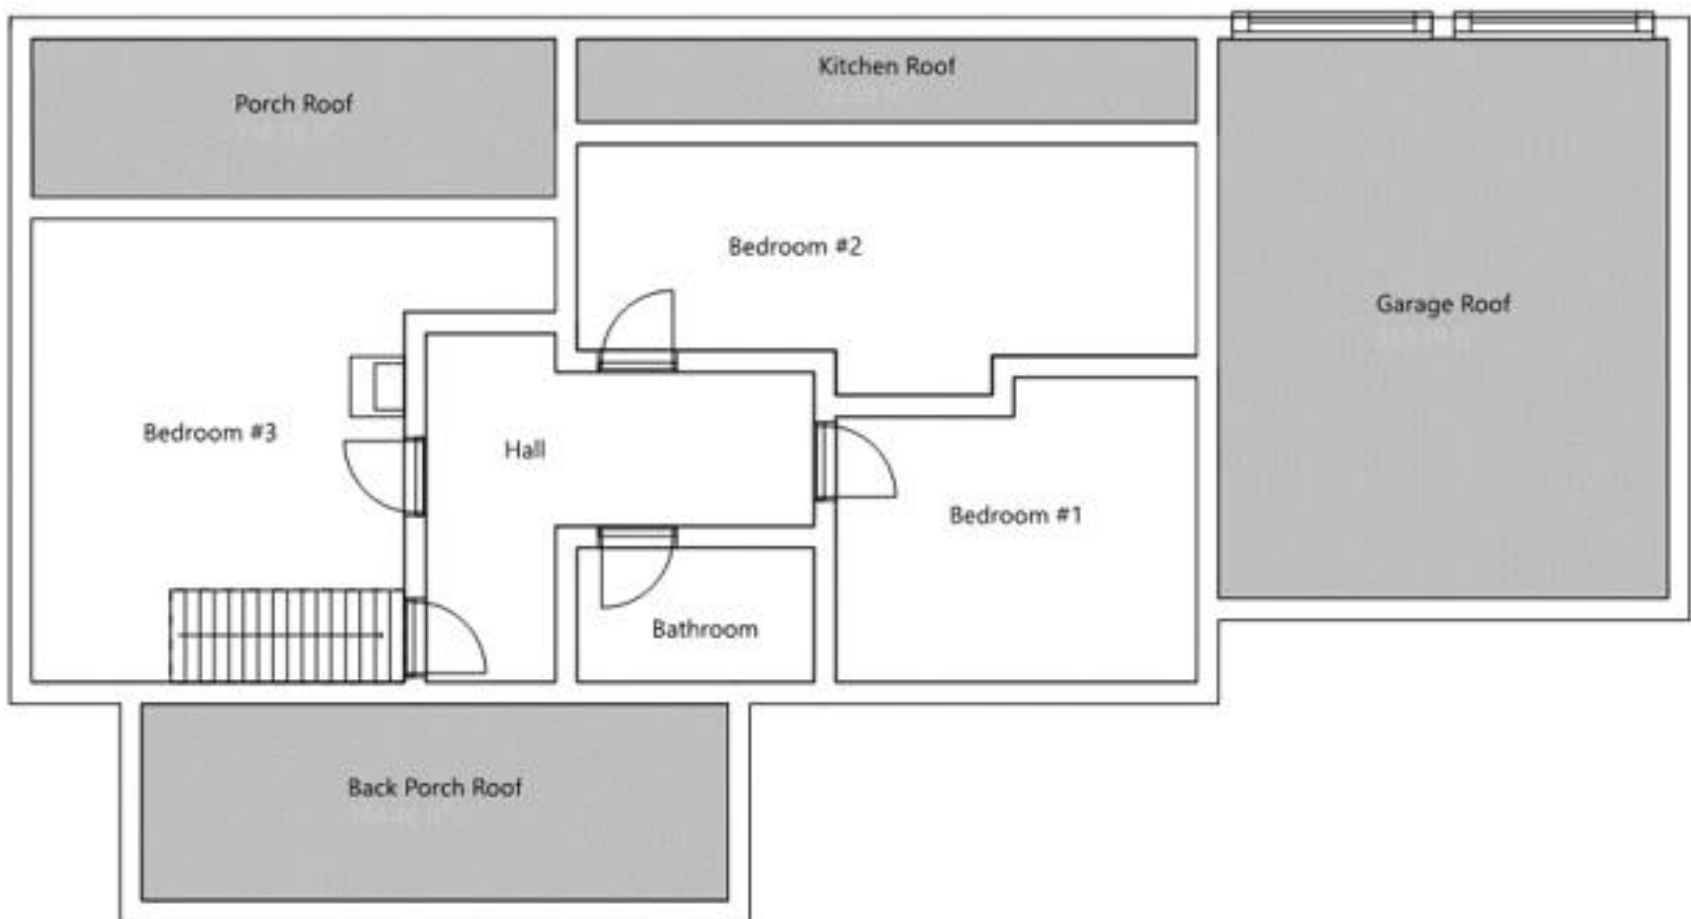 Kitchen Roof
Porch Roof
Bedroom #2
Garage Roof
Bedroom #3
Hall
Bedroom #1
Bathroom
Back Porch Roof